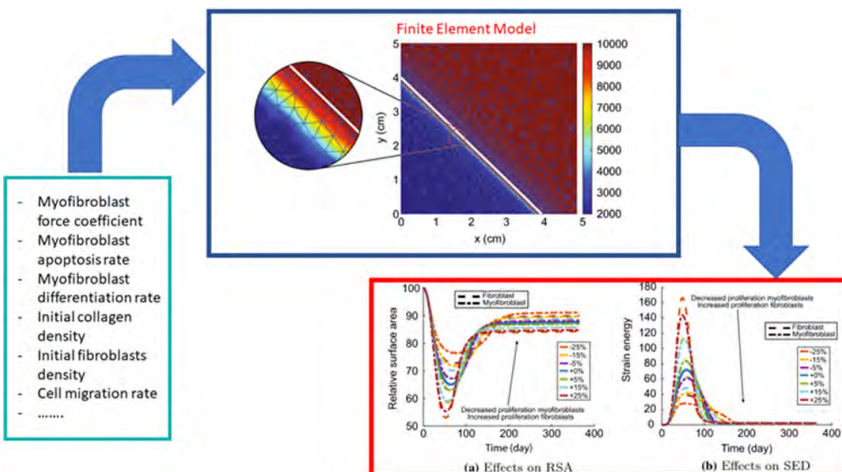 Finite Element Model
5
4
3
2
1
0
y (cm)
0 1 2 3 4 5
x (cm)
10000
9000
8000
7000
6000
5000
4000
3000
2000
- Myofibroblast
force coefficient
- Myofibroblast
apoptosis rate
- Myofibroblast
differentiation rate
- Initial collagen
density
- Initial fibroblasts
density
- Cell migration rate
- .......
100
90
80
70
60
50
Relative surface area
Fibroblast
Myofibroblast
-25%
-15%
-5%
+0%
+5%
+15%
+25%
Decreased proliferation myofibroblasts
Increased proliferation fibroblasts
0 100 200 300 400
Time (day)
(a) Effects on RSA
180
160
140
120
100
80
60
40
20
0
Strain energy
Decreased proliferation myofibroblasts
Increased proliferation fibroblasts
Fibroblast
Myofibroblast
-25%
-15%
-5%
+0%
+5%
+15%
+25%
0 100 200 300 400
Time (day)
(b) Effects on SED